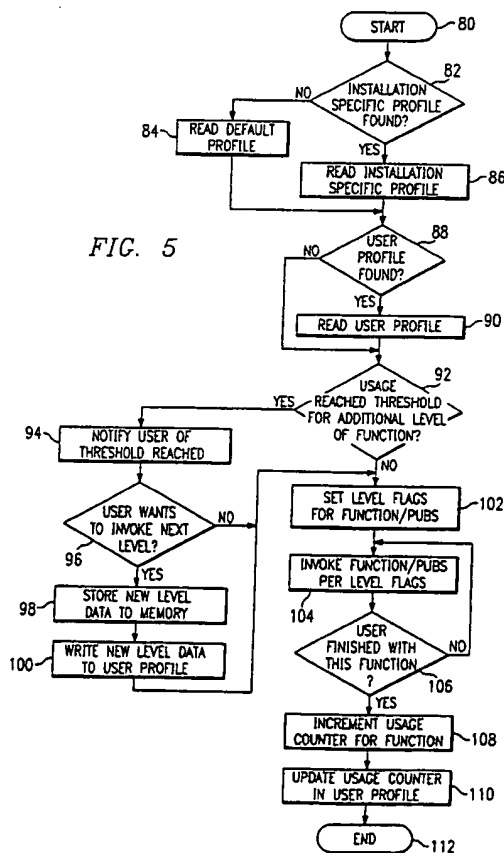 START
80
82
INSTALLATION
SPECIFIC PROFILE
FOUND?
NO
YES
84
READ DEFAULT
PROFILE
READ INSTALLATION
SPECIFIC PROFILE
86
FIG. 5
88
USER
PROFILE
FOUND?
NO
YES
READ USER PROFILE
90
92
USAGE
REACHED THRESHOLD
FOR ADDITIONAL LEVEL
OF FUNCTION?
YES
NO
94
NOTIFY USER OF
THRESHOLD REACHED
USER WANTS
TO INVOKE NEXT
LEVEL?
96
NO
YES
98
STORE NEW LEVEL
DATA TO MEMORY
100
WRITE NEW LEVEL DATA
TO USER PROFILE
SET LEVEL FLAGS
FOR FUNCTION/PUBS
102
INVOKE FUNCTION/PUBS
PER LEVEL FLAGS
104
USER
FINISHED WITH
THIS FUNCTION
?
NO
106
YES
INCREMENT USAGE
COUNTER FOR FUNCTION
108
UPDATE USAGE COUNTER
IN USER PROFILE
110
END
112